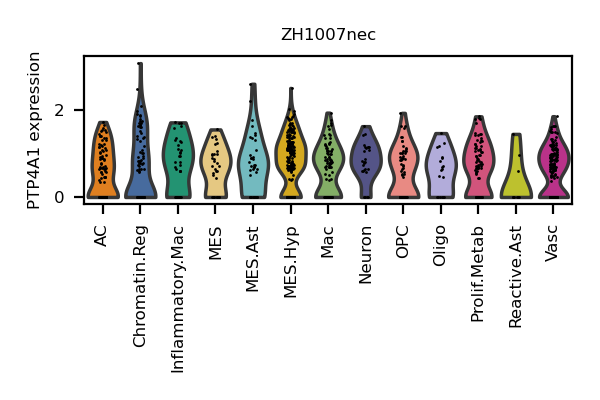 ZH1007nec
PTP4A1 expression
2
0
AC
Chromatin.Reg
Inflammatory.Mac
MES
MES.Ast
MES.Hyp
Mac
Neuron
OPC
Oligo
Prolif.Metab
Reactive.Ast
Vasc